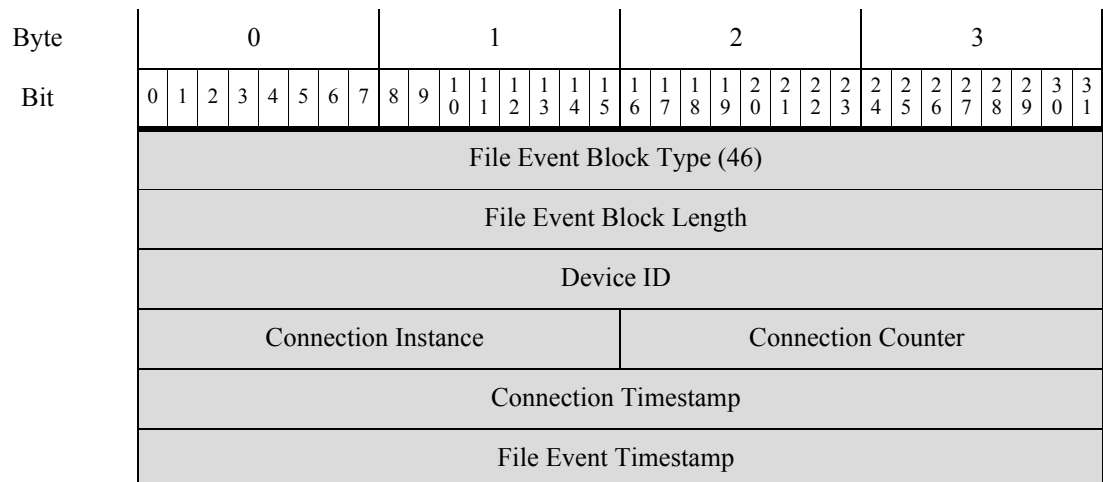 Byte 0 1 2 3
Bit 0 1 2 3 4 5 6 7 8 9 10 11 12 13 14 15 16 17 18 19 20 21 22 23 24 25 26 27 28 29 30 31
File Event Block Type (46)
File Event Block Length
Device ID
Connection Instance Connection Counter
Connection Timestamp
File Event Timestamp